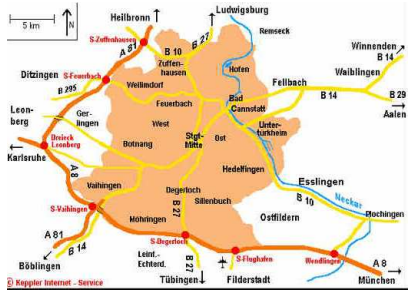 Heilbronn
Ludwigsburg
5 km
N
A 81
S-Zuffenhausen
B 10
B 27
Remseck
Winnenden
B 14
Zuffen-
hausen
Hofen
Waiblingen
Ditzingen
S-Feuerbach
Weilimdorf
Fellbach
B 295
B 14
B 29
Aalen
Feuerbach
Bad
Cannstatt
Leon-
berg
Ger-
lingen
West
Unter-
türkheim
Dreieck
Leonberg
Botnang
Stgt-
Mitte
Ost
Karlsruhe
A 8
Hedelfingen
Esslingen
Vaihingen
Degerloch
Neckar
B 10
Plochingen
Sillenbuch
B 27
S-Vaihingen
Möhringen
Ostfildern
A 81
B 14
S-Degerloch
Leinf.-
Echterd.
B 27
S-Flughafen
Wendlingen
Böblingen
A 8
Tübingen
Filderstadt
München
© Keppler Internet - Service